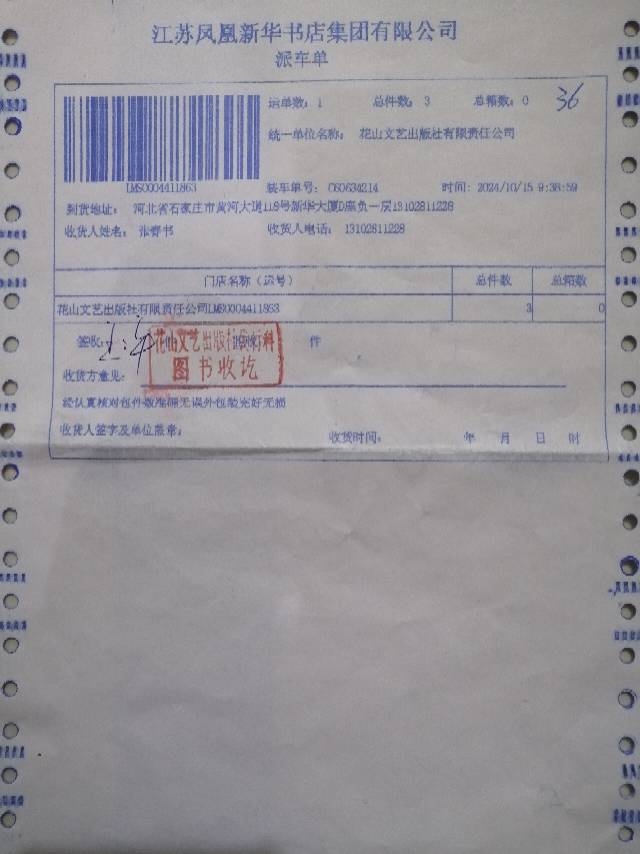 江苏凤凰新华书店集团有限公司
派车单
运单数：1 总件数：3 总箱数：0 36
统一单位名称： 花山文艺出版社有限责任公司
LMS0004411863 装车单号： C60634214 时间：2024/10/15 9:38:59
到货地址： 河北省石家庄市黄河大道118号新华大厦D座负一层13102811228
收货人姓名： 张 书 收货人电话： 13102811228
门店名称（运号） 总件数 总箱数
花山文艺出版社有限责任公司LMS0004411863 3 0
签收： 件
花山文艺出版社 科
图书收讫
收货方意见：
经认真核对包件数准确无误外包装完好无损
收货人签字及单位盖章： 收货时间： 年 月 日 时